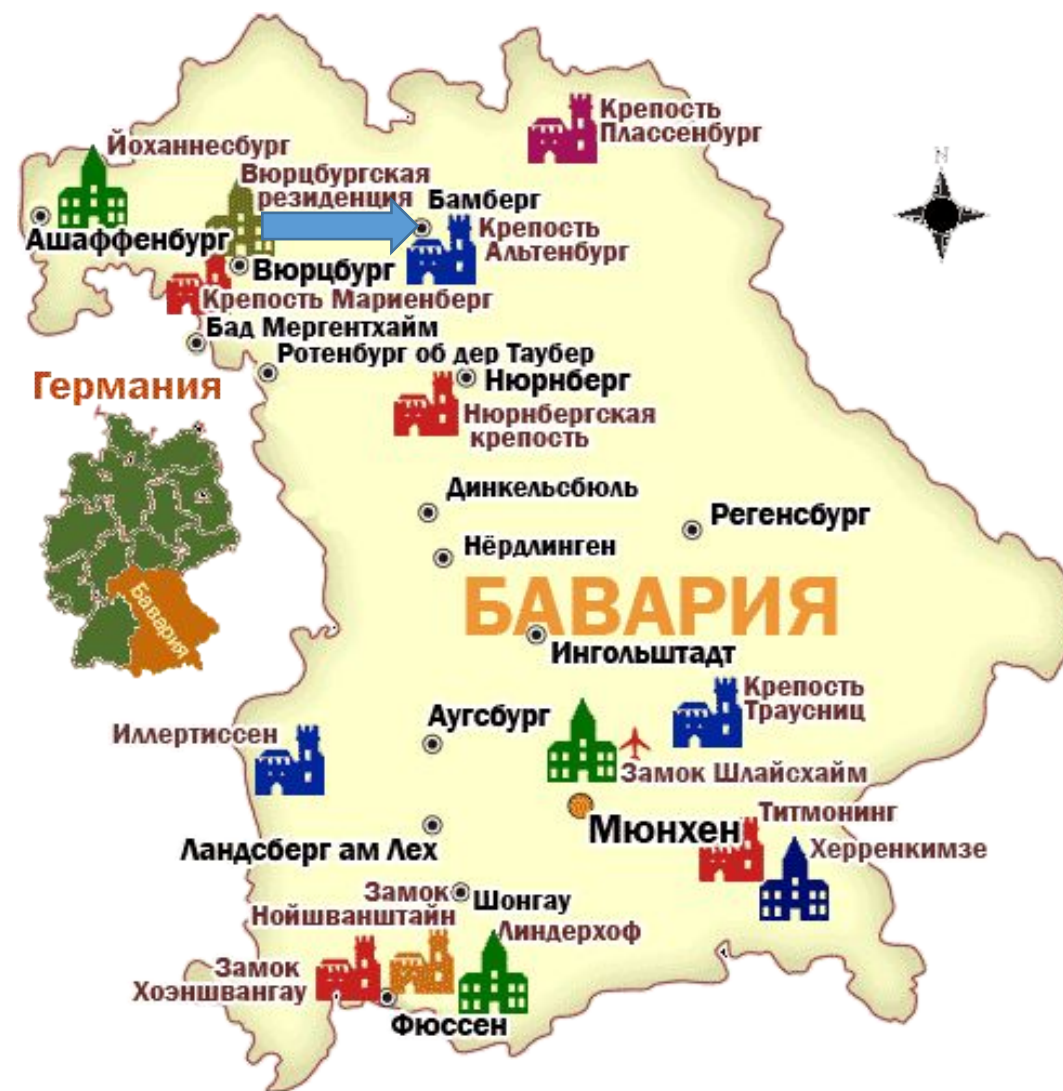 N
Крепость
Плассенбург
Йоханнесбург
Вюрцбургская
резиденция
Бамберг
Крепость
Альтенбург
Ашаффенбург
Вюрцбург
Крепость Мариенберг
Бад Мергентхайм
Ротенбург об дер Таубер
Германия
Нюрнберг
Нюрнбергская
крепость
Динкельсбюль
Регенсбург
Нёрдлинген
БАВАРИЯ
Бавария
Ингольштадт
Крепость
Траусниц
Аугсбург
Иллертиссен
Замок Шлайсхайм
Титмонинг
Мюнхен
Херренкимзе
Ландсберг ам Лех
Замок
Нойшванштайн
Шонгау
Линдерхоф
Замок
Хоэншвангау
Фюссен